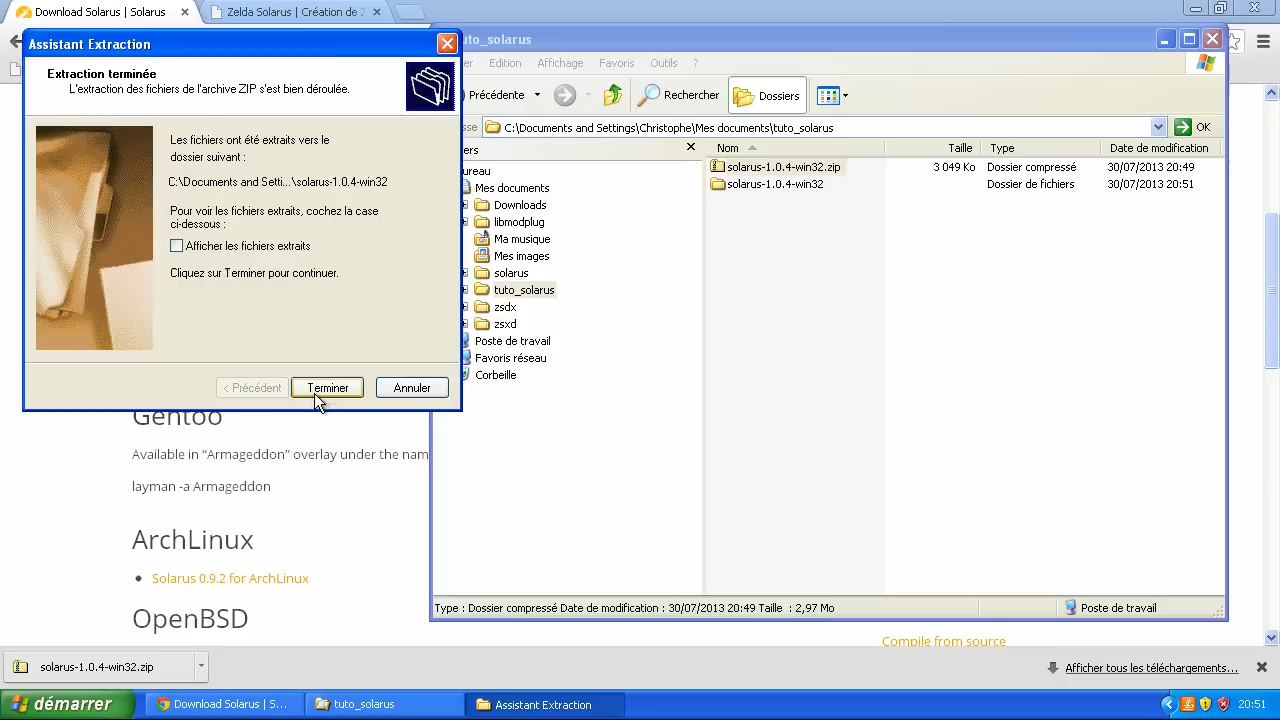 Download Solarus | Solarus
Zelda Solarus | Création de Z
Assistant Extraction
Extraction terminée
L'extraction des fichiers de l'archive ZIP s'est bien déroulée.
Les fichiers ont été extraits vers le
dossier suivant :
C:\Documents and Setti...\solarus-1.0.4-win32
Pour voir les fichiers extraits, cochez la case
ci-dessous :
Afficher les fichiers extraits
Cliquez sur Terminer pour continuer.
< Précédent
Terminer
Annuler
tuto_solarus
er Edition Affichage Favoris Outils ?
Précédente Rechercher Dossiers
sse C:\Documents and Settings\Christophe\Mes documents\tuto_solarus OK
ers
Nom Taille Type Date de modification
solarus-1.0.4-win32.zip 3 049 Ko Dossier compressé 30/07/2013 20:49
solarus-1.0.4-win32 Dossier de fichiers 30/07/2013 20:51
ureau
Mes documents
Downloads
libmodplug
Ma musique
Mes images
solarus
tuto_solarus
zsdx
zsxd
Poste de travail
Favoris réseau
Corbeille
Type : Dossier compressé Date de modification : 30/07/2013 20:49 Taille : 2,97 Mo
Poste de travail
Gentoo
Available in “Armageddon” overlay under the nam
layman -a Armageddon
ArchLinux
Solarus 0.9.2 for ArchLinux
OpenBSD
Compile from source
solarus-1.0.4-win32.zip
Afficher tous les téléchargements...
démarrer
Download Solarus | S...
tuto_solarus
Assistant Extraction
20:51